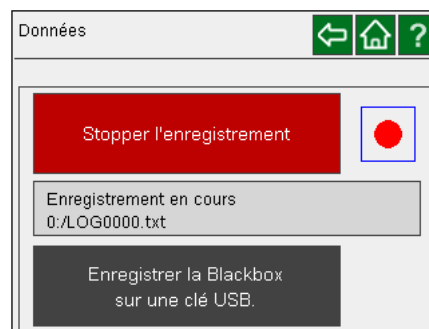 Données
?
Stopper l'enregistrement
Enregistrement en cours
0:/LOG0000.txt
Enregistrer la Blackbox
sur une clé USB.